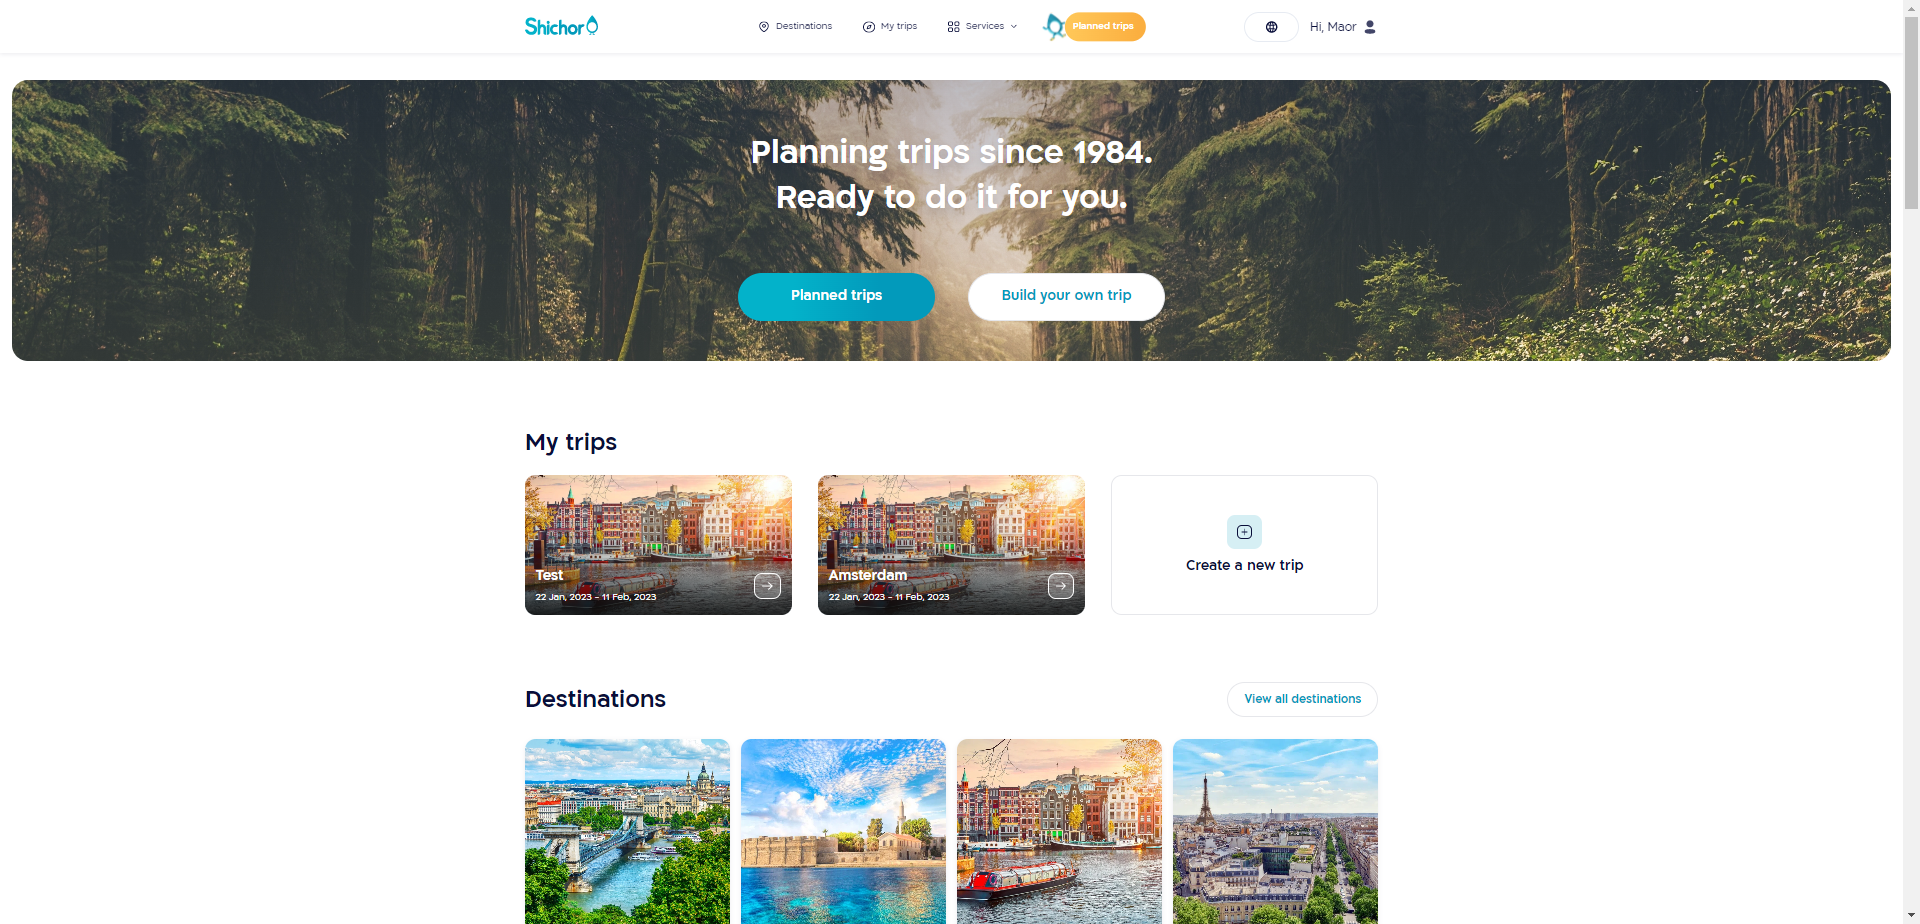 Shichor
Destinations
My trips
Services
Planned trips
Hi, Maor
Planning trips since 1984.
Ready to do it for you.
Planned trips
Build your own trip
My trips
Test
22 Jan, 2023 - 11 Feb, 2023
Amsterdam
22 Jan, 2023 - 11 Feb, 2023
Create a new trip
Destinations
View all destinations